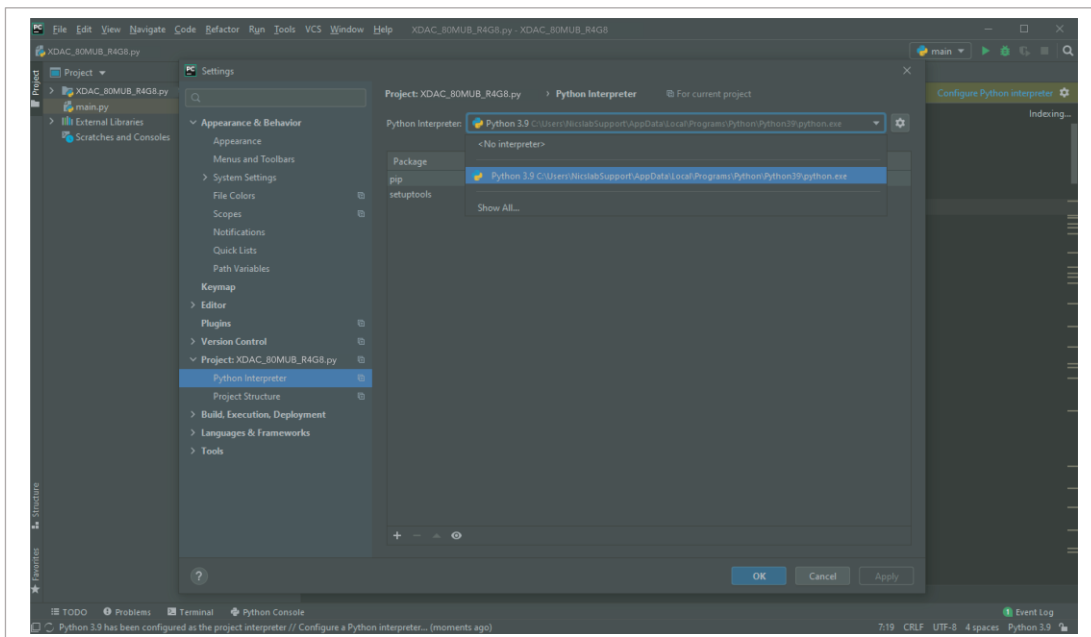 File Edit View Navigate Code Refactor Run Tools VCS Window Help XDAC_80MUB_R4G8.py - XDAC_80MUB_R4G8
XDAC_80MUB_R4G8.py
main
Project
Project
XDAC_80MUB_R4G8.py
main.py
External Libraries
Scratches and Consoles
Configure Python interpreter
Indexing...
Settings
Appearance & Behavior
Appearance
Menus and Toolbars
System Settings
File Colors
Scopes
Notifications
Quick Lists
Path Variables
Keymap
Editor
Plugins
Version Control
Project: XDAC_80MUB_R4G8.py
Python Interpreter
Project Structure
Build, Execution, Deployment
Languages & Frameworks
Tools
Project: XDAC_80MUB_R4G8.py > Python Interpreter For current project
Python Interpreter: Python 3.9 C:\Users\NicslabSupport\AppData\Local\Programs\Python\Python39\python.exe
<No interpreter>
Python 3.9 C:\Users\NicslabSupport\AppData\Local\Programs\Python\Python39\python.exe
Show All...
Package
pip
setuptools
OK Cancel Apply
Structure
Favorites
TODO Problems Terminal Python Console
1 Event Log
Python 3.9 has been configured as the project interpreter // Configure a Python interpreter... (moments ago)
7:19 CRLF UTF-8 4 spaces Python 3.9